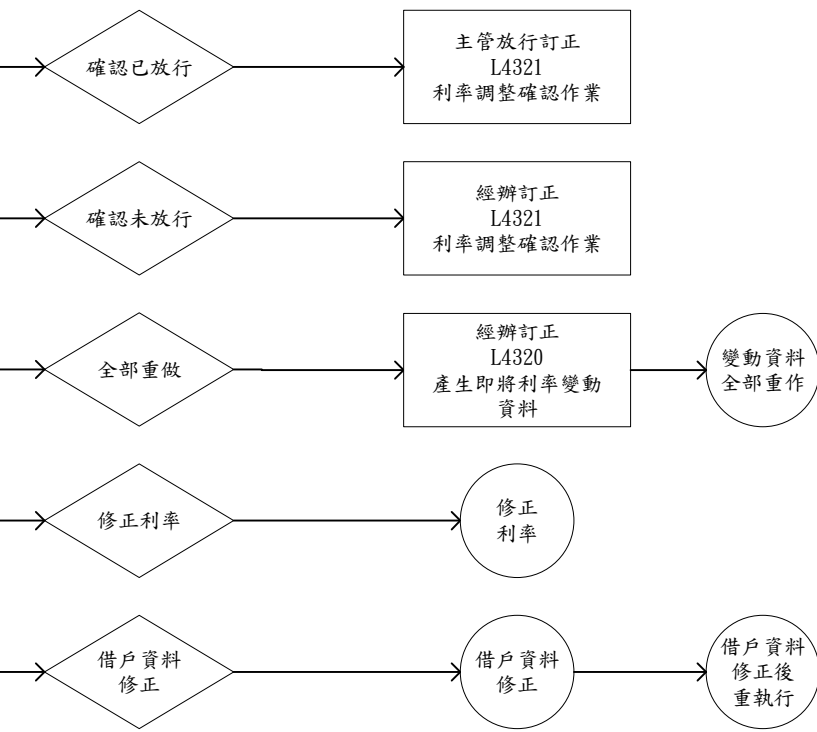 確認已放行
主管放行訂正
L4321
利率調整確認作業
確認未放行
經辦訂正
L4321
利率調整確認作業
全部重做
經辦訂正
L4320
產生即將利率變動
資料
變動資料
全部重作
修正利率
修正
利率
借戶資料
修正
借戶資料
修正
借戶資料
修正後
重執行